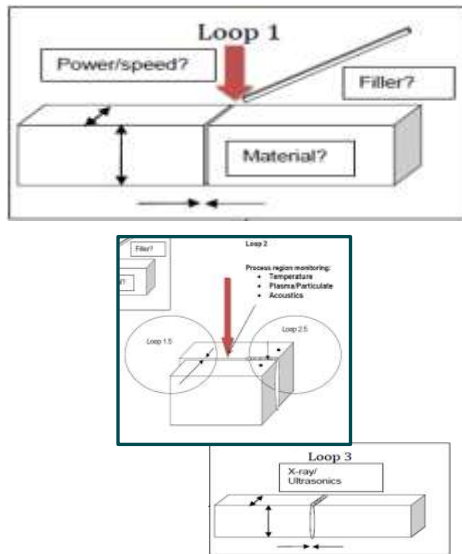 Loop 1
Power/speed?
Filler?
Material?
Filler?
Loop 2
Process region monitoring:
• Temperature
• Plasma/Particulate
• Acoustics
Loop 1.5
Loop 2.5
Loop 3
X-ray/
Ultrasonics